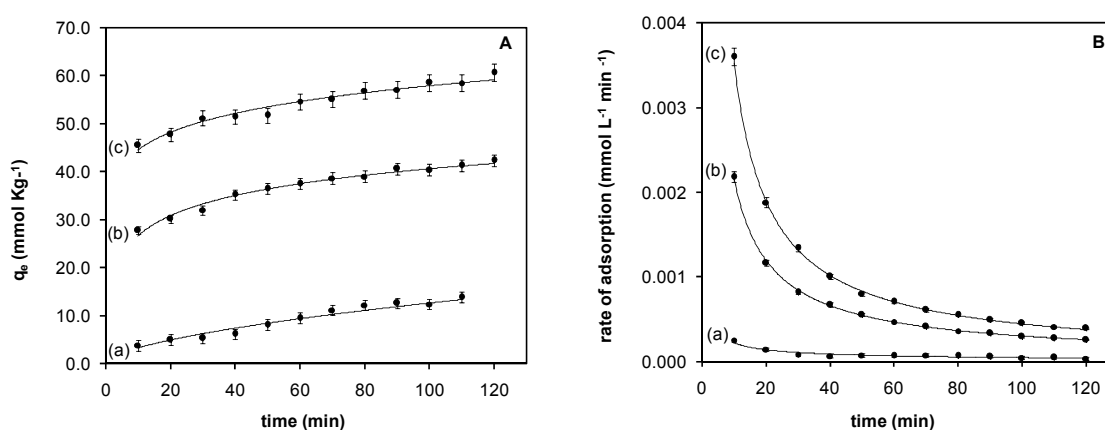 A
70.0
60.0
50.0
40.0
30.0
20.0
10.0
0.0
(c)
(b)
(a)
qe (mmol Kg-1)
0 20 40 60 80 100 120
time (min)
B
0.004
0.003
0.002
0.001
0.000
(c)
(b)
(a)
rate of adsorption (mmol L-1 min -1)
0 20 40 60 80 100 120
time (min)